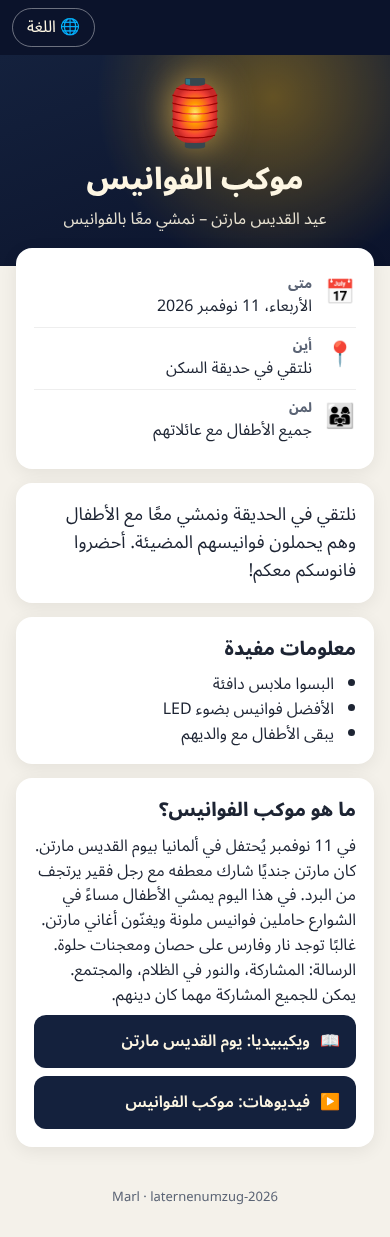 🌐 اللغة
موكب الفوانيس
عيد القديس مارتن – نمشي معًا بالفوانيس
متى
الأربعاء، 11 نوفمبر 2026
أين
نلتقي في حديقة السكن
لمن
جميع الأطفال مع عائلاتهم
نلتقي في الحديقة ونمشي معًا مع الأطفال
وهم يحملون فوانيسهم المضيئة. أحضروا
فانوسكم معكم!
معلومات مفيدة
• البسوا ملابس دافئة
• الأفضل فوانيس بضوء LED
• يبقى الأطفال مع والديهم
ما هو موكب الفوانيس؟
في 11 نوفمبر يُحتفل في ألمانيا بيوم القديس مارتن.
كان مارتن جنديًا شارك معطفه مع رجل فقير يرتجف
من البرد. في هذا اليوم يمشي الأطفال مساءً في
الشوارع حاملين فوانيس ملونة ويغنّون أغاني مارتن.
غالبًا توجد نار وفارس على حصان ومعجنات حلوة.
الرسالة: المشاركة، والنور في الظلام، والمجتمع.
يمكن للجميع المشاركة مهما كان دينهم.
ويكيبيديا: يوم القديس مارتن
فيديوهات: موكب الفوانيس
Marl · laternenumzug-2026